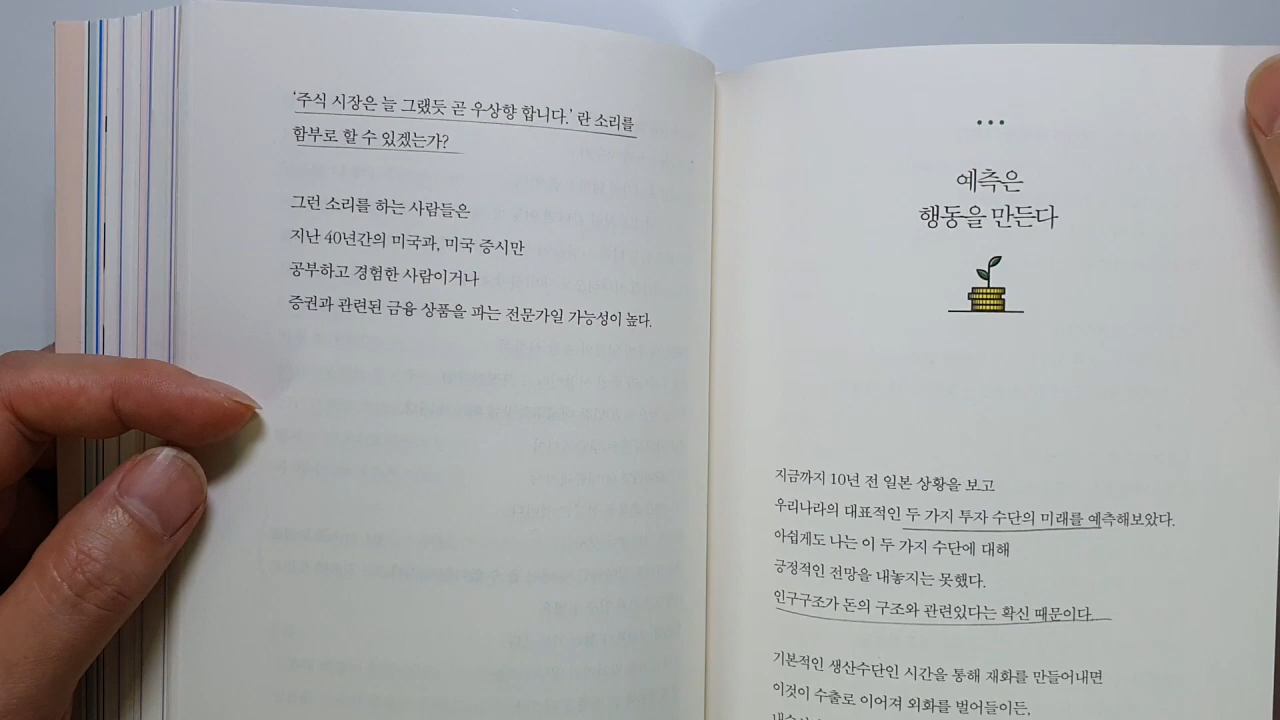 '주식 시장은 늘 그랬듯 곧 우상향 합니다.' 란 소리를
함부로 할 수 있겠는가?
그런 소리를 하는 사람들은
지난 40년간의 미국과, 미국 증시만
공부하고 경험한 사람이거나
증권과 관련된 금융 상품을 파는 전문가일 가능성이 높다.
예측은
행동을 만든다
지금까지 10년 전 일본 상황을 보고
우리나라의 대표적인 두 가지 투자 수단의 미래를 예측해보았다.
아쉽게도 나는 이 두 가지 수단에 대해
긍정적인 전망을 내놓지는 못했다.
인구구조가 돈의 구조와 관련있다는 확신 때문이다.
기본적인 생산수단인 시간을 통해 재화를 만들어내면
이것이 수출로 이어져 외화를 벌어들이든,